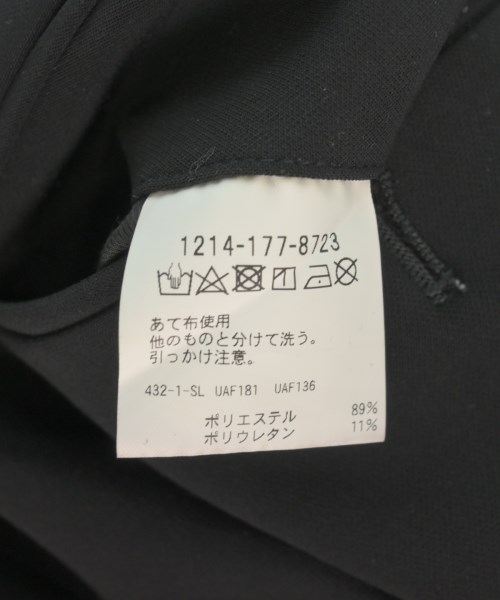 1214-177-8723
あて布使用
他のものと分けて洗う。
引っかけ注意。
432-1-SL UAF181 UAF136
ポリエステル 89%
ポリウレタン 11%